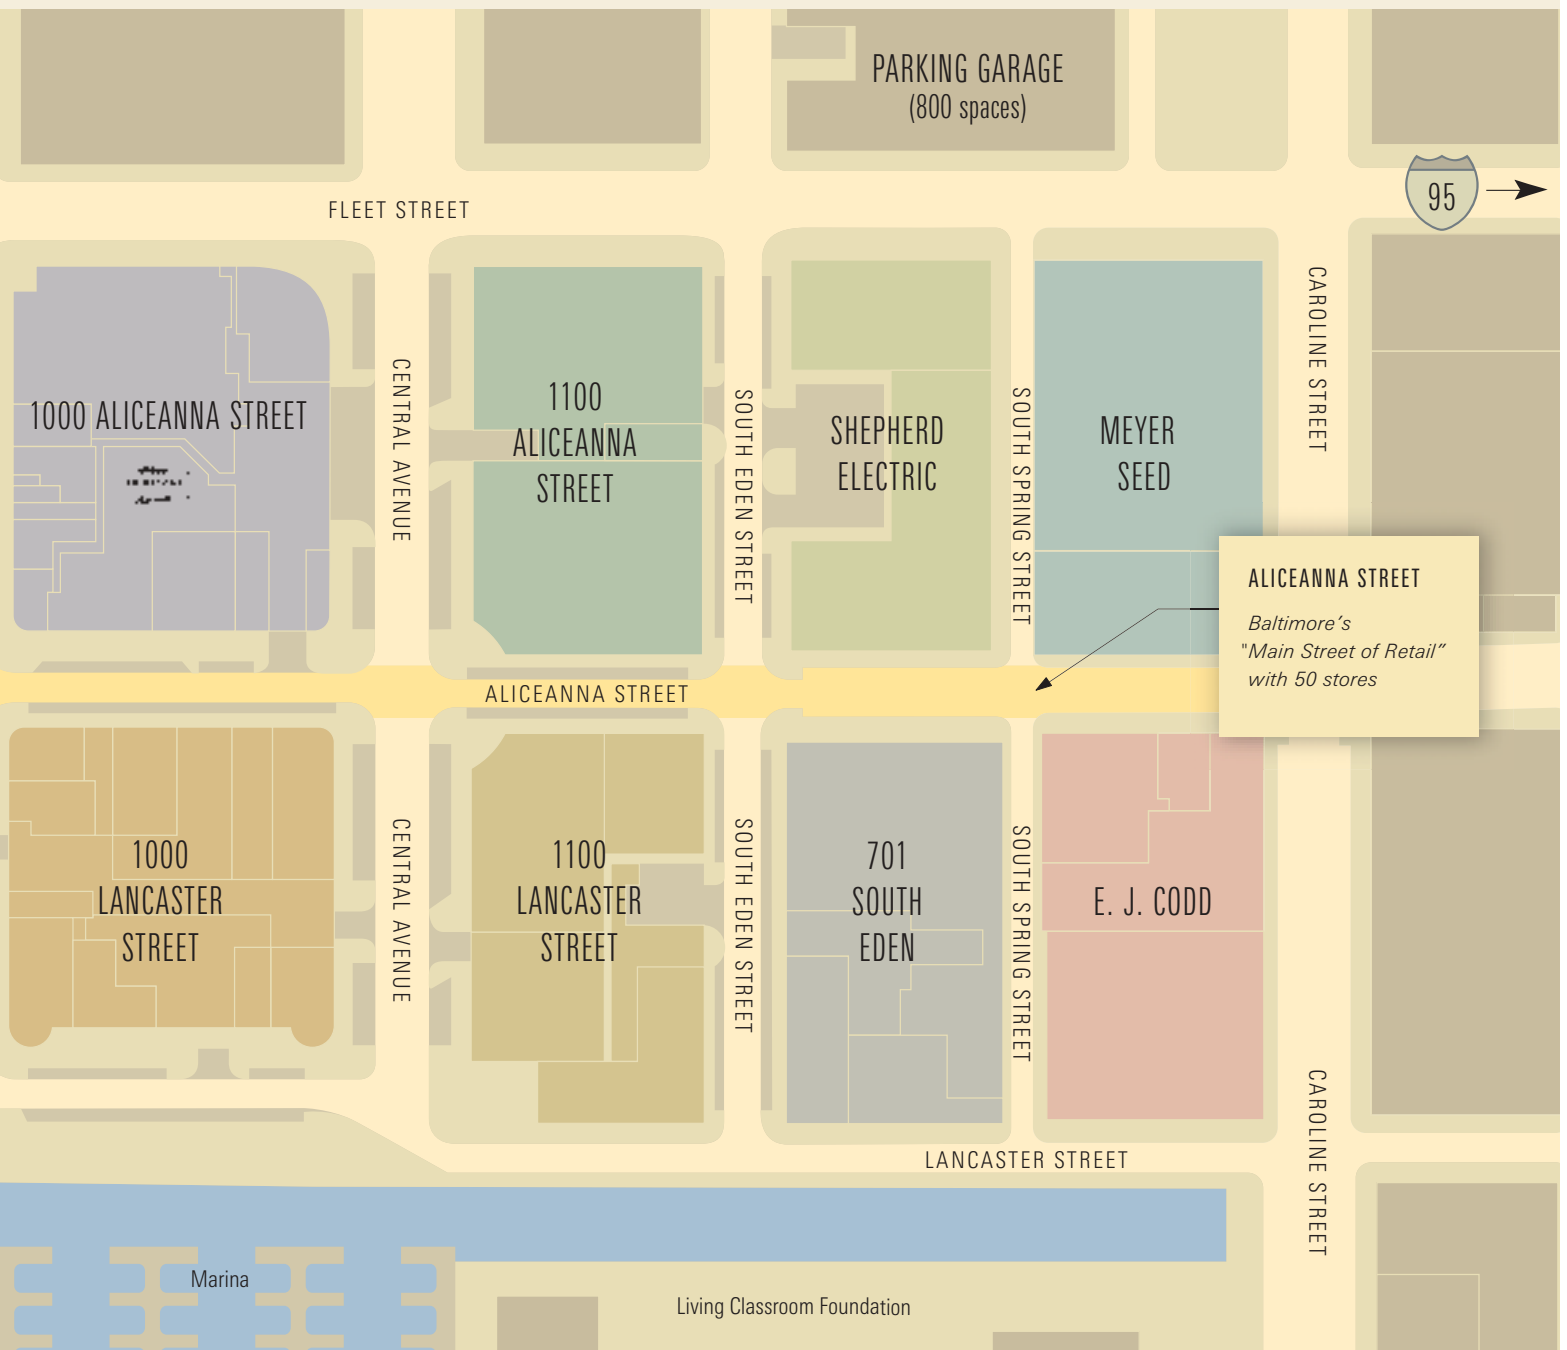 PARKING GARAGE
(800 spaces)
95
FLEET STREET
CENTRAL AVENUE
SOUTH EDEN STREET
SOUTH SPRING STREET
CAROLINE STREET
1000 ALICEANNA STREET
1100
ALICEANNA
STREET
SHEPHERD
ELECTRIC
MEYER
SEED
ALICEANNA STREET
Baltimore’s
"Main Street of Retail”
with 50 stores
ALICEANNA STREET
1000
LANCASTER
STREET
CENTRAL AVENUE
1100
LANCASTER
STREET
SOUTH EDEN STREET
701
SOUTH
EDEN
SOUTH SPRING STREET
E. J. CODD
CAROLINE STREET
LANCASTER STREET
Marina
Living Classroom Foundation